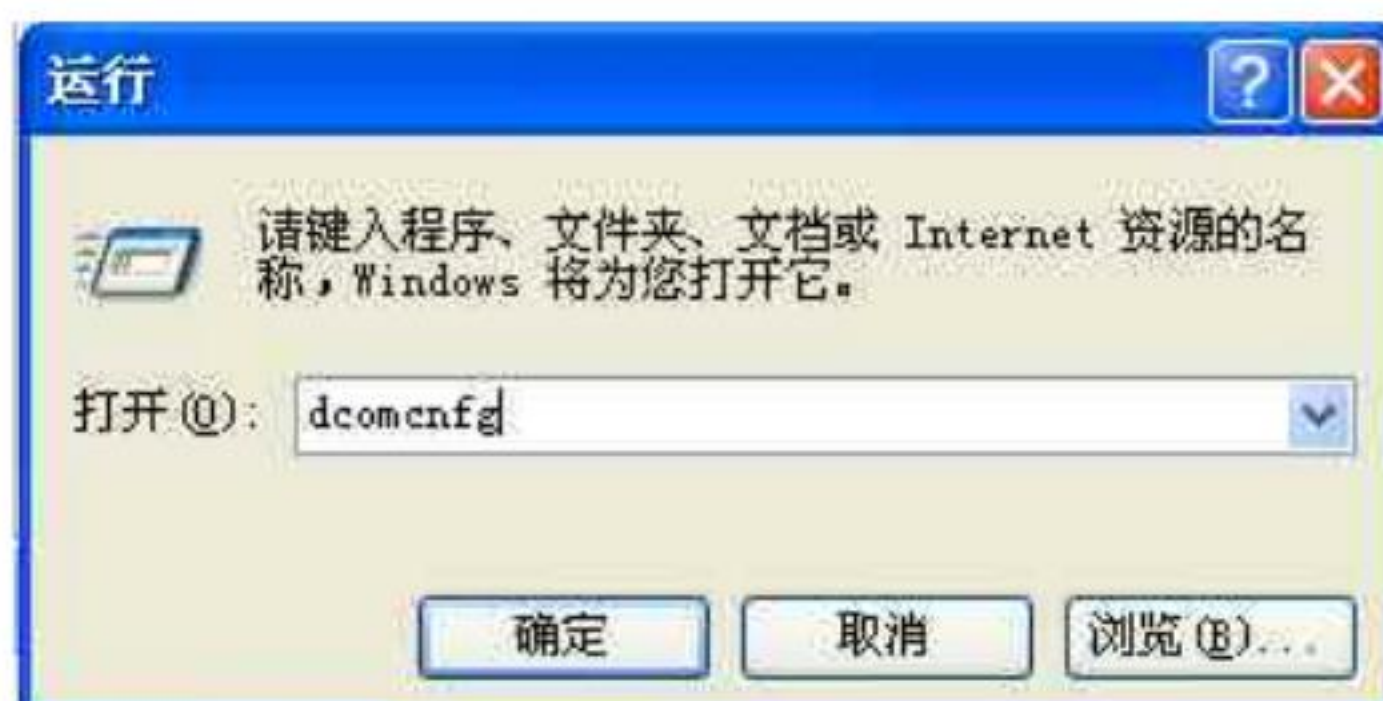 运行
请键入程序、文件夹、文档或 Internet 资源的名
称，Windows 将为您打开它。
打开(O): dcomcnfg
确定 取消 浏览(B)...